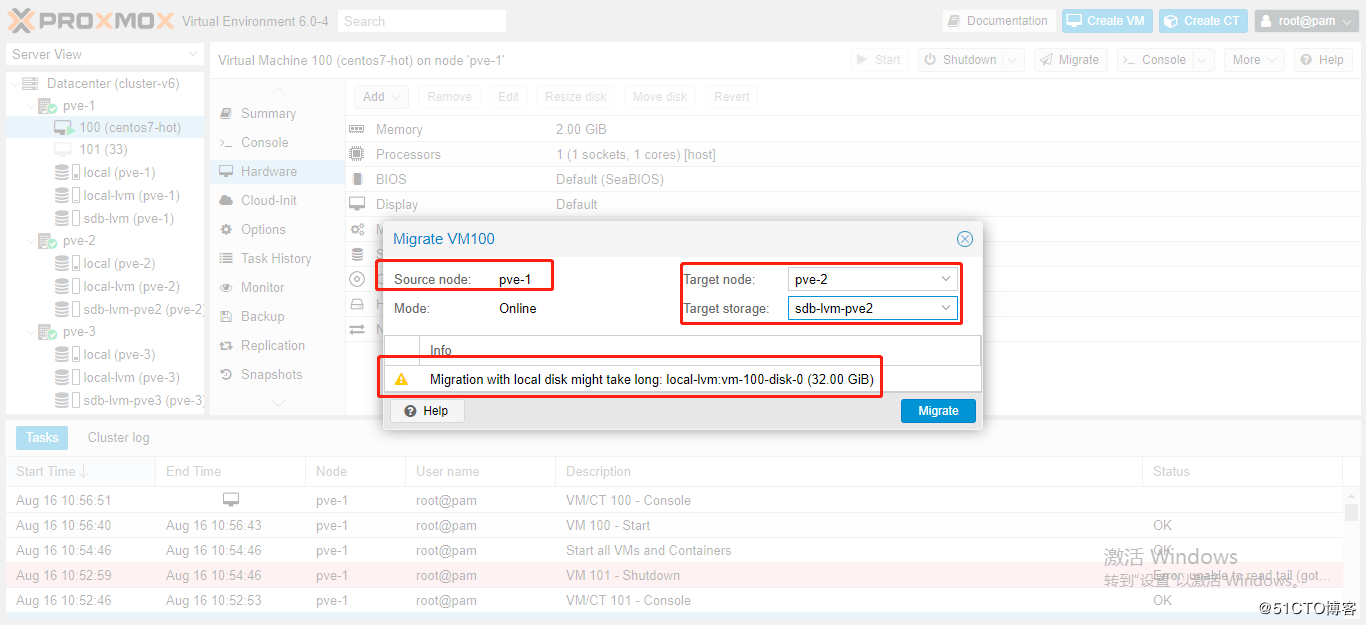 PROXMOX Virtual Environment 6.0-4 Search Documentation Create VM Create CT root@pam
Server View
Datacenter (cluster-v6)
pve-1
100 (centos7-hot)
101 (33)
local (pve-1)
local-lvm (pve-1)
sdb-lvm (pve-1)
pve-2
local (pve-2)
local-lvm (pve-2)
sdb-lvm-pve2 (pve-2)
pve-3
local (pve-3)
local-lvm (pve-3)
sdb-lvm-pve3 (pve-3)
Virtual Machine 100 (centos7-hot) on node 'pve-1' Start Shutdown Migrate Console More Help
Summary
Console
Hardware
Cloud-Init
Options
Task History
Monitor
Backup
Replication
Snapshots
Add Remove Edit Resize disk Move disk Revert
Memory 2.00 GiB
Processors 1 (1 sockets, 1 cores) [host]
BIOS Default (SeaBIOS)
Display Default
Migrate VM100
Source node: pve-1 Target node: pve-2
Mode: Online Target storage: sdb-lvm-pve2
Info
Migration with local disk might take long: local-lvm:vm-100-disk-0 (32.00 GiB)
Help Migrate
Tasks Cluster log
Start Time End Time Node User name Description Status
Aug 16 10:56:51 pve-1 root@pam VM/CT 100 - Console
Aug 16 10:56:40 Aug 16 10:56:43 pve-1 root@pam VM 100 - Start OK
Aug 16 10:54:46 Aug 16 10:54:46 pve-1 root@pam Start all VMs and Containers OK
Aug 16 10:52:59 Aug 16 10:54:46 pve-1 root@pam VM 101 - Shutdown Error: unable to read tail (got...
Aug 16 10:52:46 Aug 16 10:52:53 pve-1 root@pam VM/CT 101 - Console OK
激活 Windows
转到"设置"以激活 Windows。
@51CTO博客